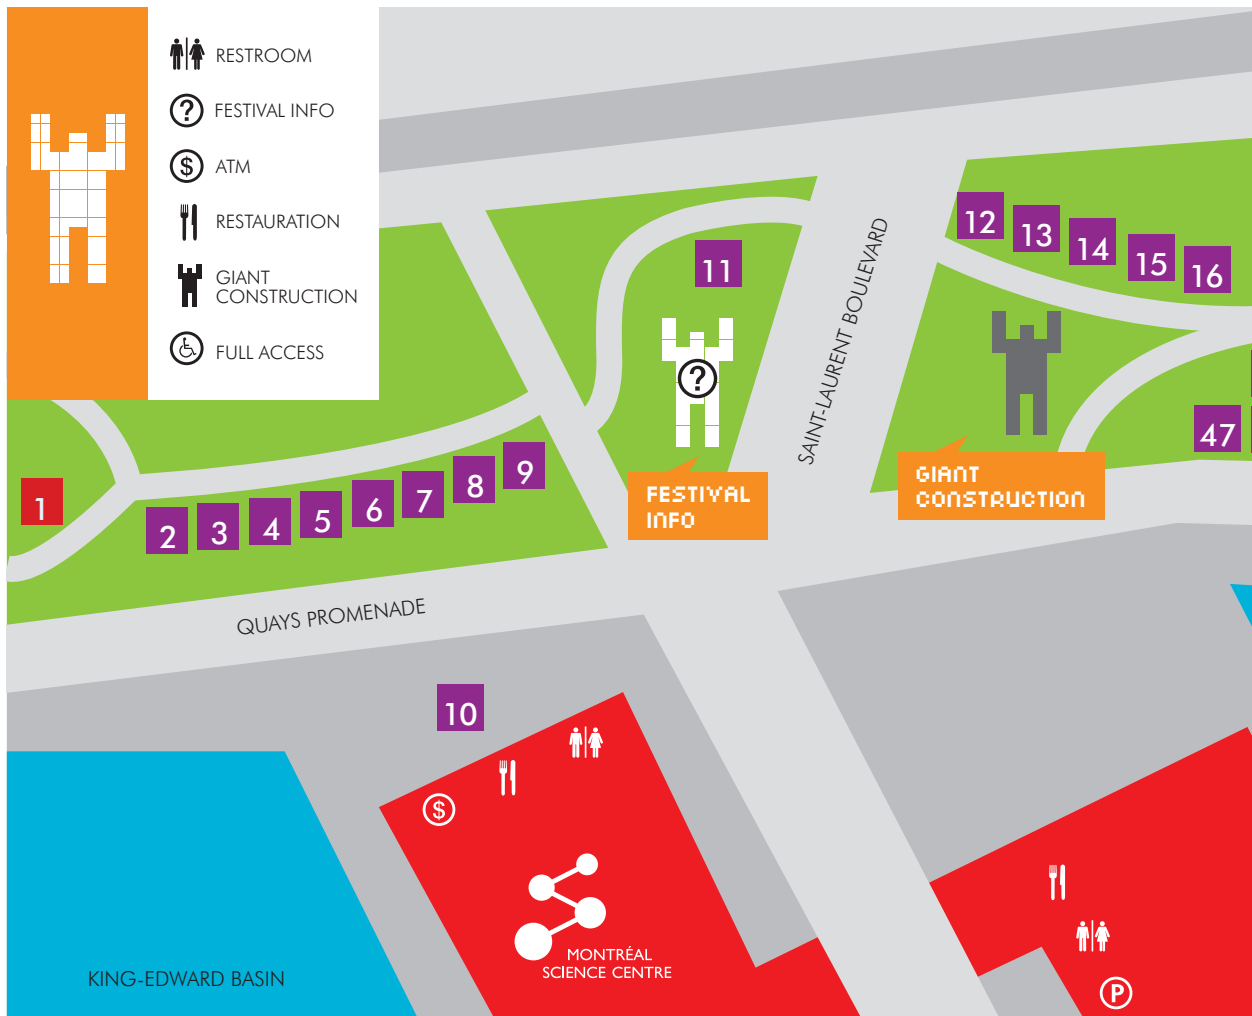 RESTROOM
? FESTIVAL INFO
$ ATM
RESTAURATION
GIANT
CONSTRUCTION
FULL ACCESS
12
13
14
15
16
11
SAINT-LAURENT BOULEVARD
?
47
1
2
3
4
5
6
7
8
9
FESTIVAL
INFO
GIANT
CONSTRUCTION
QUAYS PROMENADE
10
$
MONTRÉAL
SCIENCE CENTRE
KING-EDWARD BASIN
P